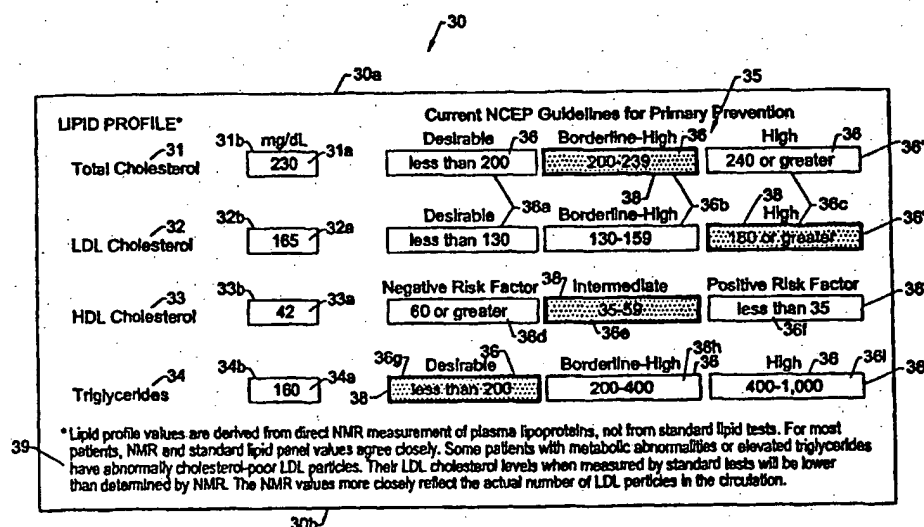 30
30a
35
LIPID PROFILE*
Current NCEP Guidelines for Primary Prevention
31 31b mg/dL Desirable 36 Borderline-High 36 High 36
Total Cholesterol 230 31a less than 200 200-239 240 or greater 36'
38 36a 36b 38 36c
32 32b Desirable Borderline-High High
LDL Cholesterol 165 32a less than 130 130-159 160 or greater 36'
33 33b Negative Risk Factor 38 Intermediate Positive Risk Factor
HDL Cholesterol 42 33a 60 or greater 35-59 less than 35 36'
36d 36e 36f
34 34b 36g Desirable 36 Borderline-High 36h 36 High 36 36i
Triglycerides 160 34a 38 less than 200 200-400 400-1,000 36'
* Lipid profile values are derived from direct NMR measurement of plasma lipoproteins, not from standard lipid tests. For most
patients, NMR and standard lipid panel values agree closely. Some patients with metabolic abnormalities or elevated triglycerides
39 have abnormally cholesterol-poor LDL particles. Their LDL cholesterol levels when measured by standard tests will be lower
than determined by NMR. The NMR values more closely reflect the actual number of LDL particles in the circulation.
30b